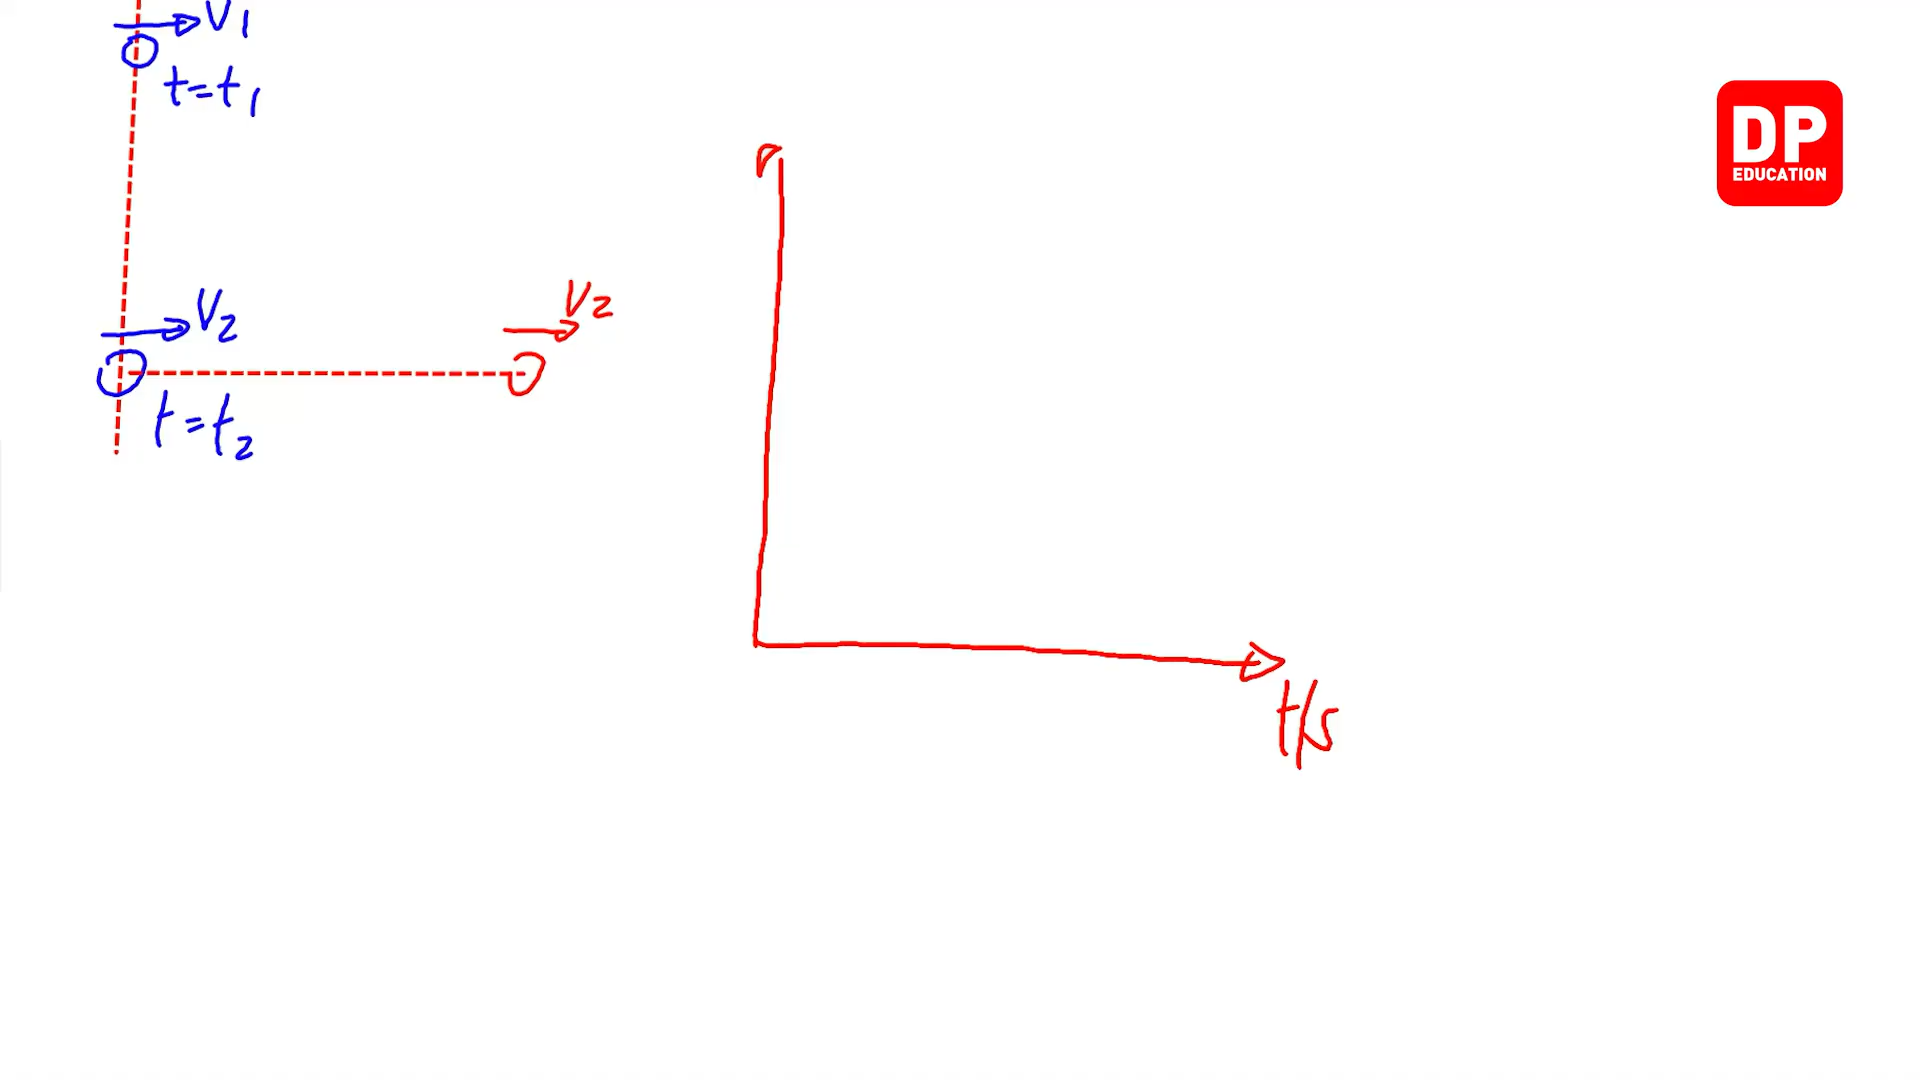 V1
t=t1
DP
EDUCATION
V2
V2
t=t2
t/s